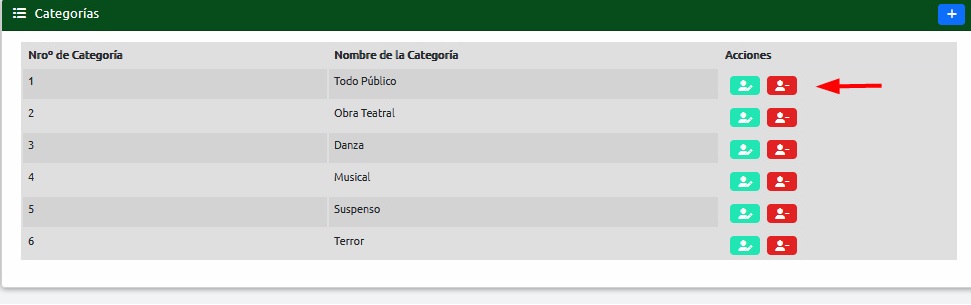 Categorías
Nroº de Categoría Nombre de la Categoría Acciones
1 Todo Público
2 Obra Teatral
3 Danza
4 Musical
5 Suspenso
6 Terror